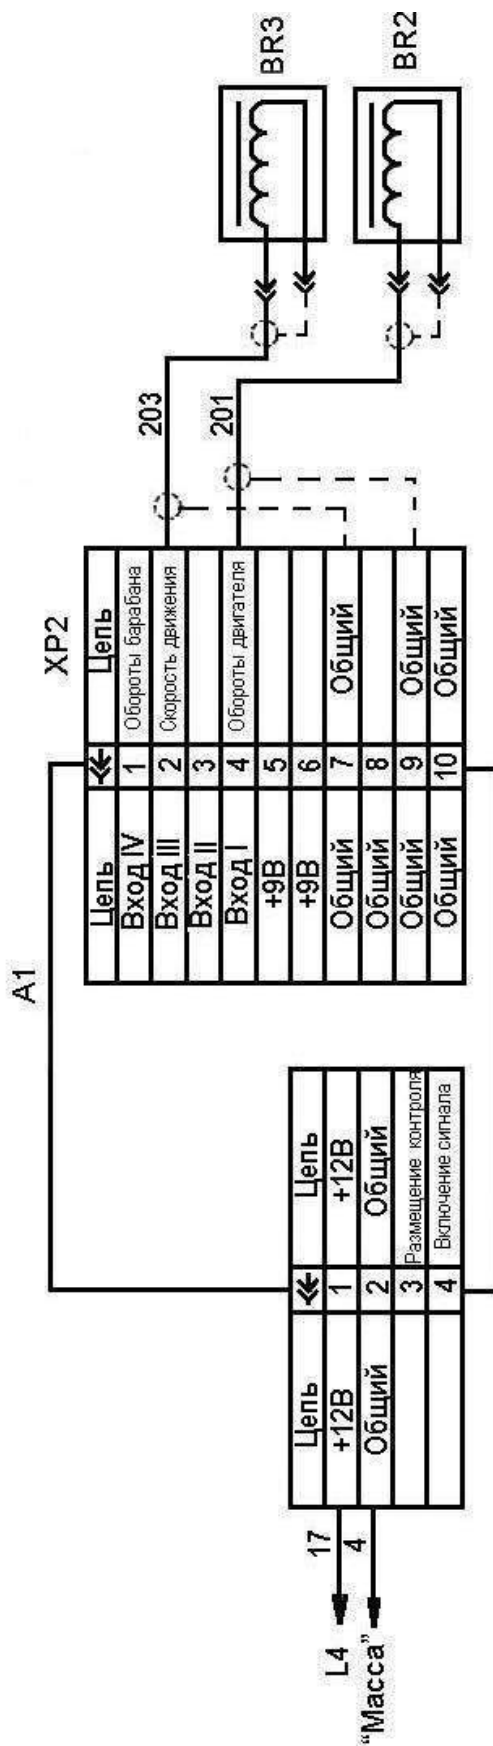 A1
XP2
BR3
BR2
203
201
Цепь
Цепь
Вход IV
1
Обороты барабана
Вход III
2
Скорость движения
Вход II
3
Вход I
4
Обороты двигателя
+9В
5
+9В
6
Общий
7
Общий
Общий
8
Общий
9
Общий
Общий
10
Общий
Цепь
Цепь
+12В
1
+12В
Общий
2
Общий
3
Размещение контроля
4
Включение сигнала
17
4
L4
“Масса”